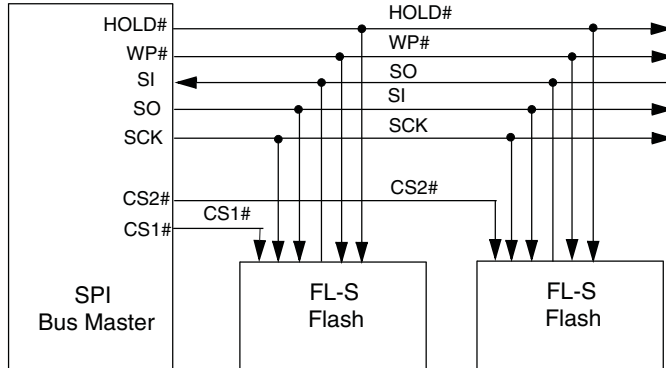 HOLD#
HOLD#
WP#
WP#
SI
SO
SO
SI
SCK
SCK
CS2#
CS2#
CS1#
CS1#
SPI
Bus Master
FL-S
Flash
FL-S
Flash